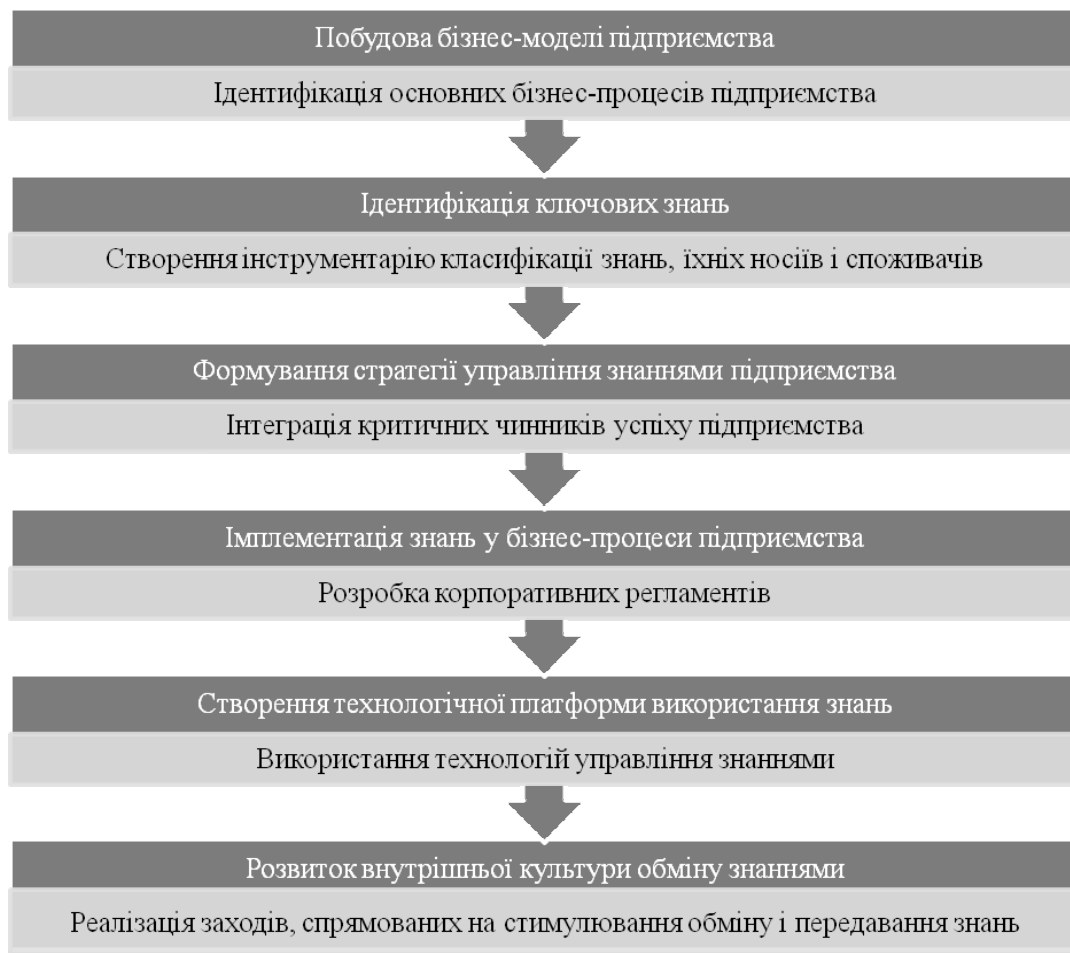 Побудова бізнес-моделі підприємства
Ідентифікація основних бізнес-процесів підприємства
Ідентифікація ключових знань
Створення інструментарію класифікації знань, їхніх носіїв і споживачів
Формування стратегії управління знаннями підприємства
Інтеграція критичних чинників успіху підприємства
Імплементація знань у бізнес-процеси підприємства
Розробка корпоративних регламентів
Створення технологічної платформи використання знань
Використання технологій управління знаннями
Розвиток внутрішньої культури обміну знаннями
Реалізація заходів, спрямованих на стимулювання обміну і передавання знань